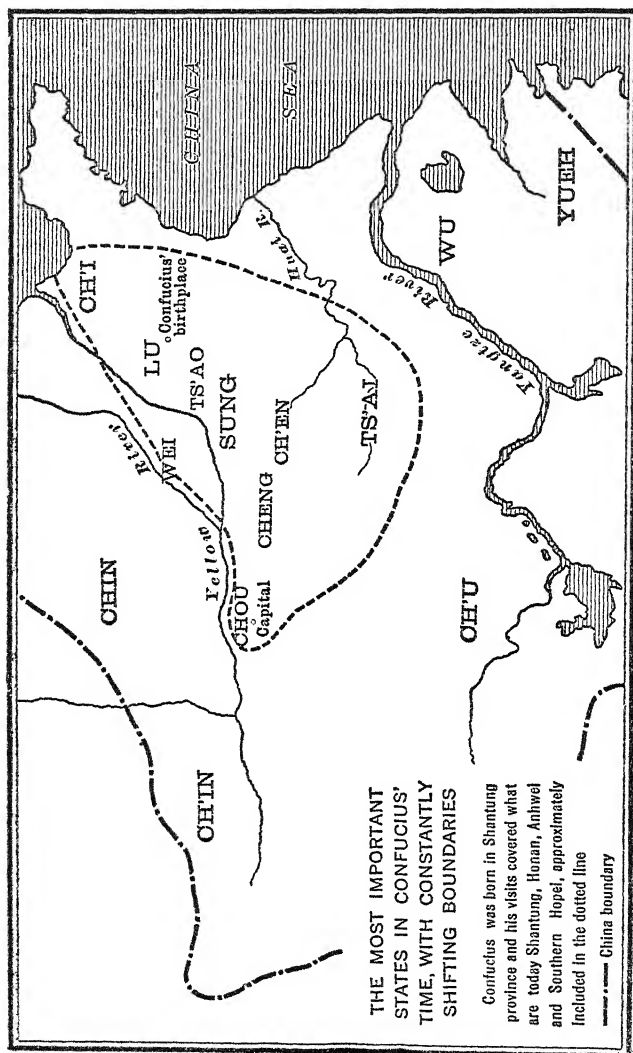 CHINA
SEA
CH'I
LU
Confucius'
birthplace
TS'AO
SUNG
WEI
Yellow River
CHIN
CH'IN
CHOU
Capital
CHENG
CH'EN
TS'AI
Huai R.
Yangtze River
WU
YUEH
CH'U
THE MOST IMPORTANT
STATES IN CONFUCIUS'
TIME, WITH CONSTANTLY
SHIFTING BOUNDARIES
Confucius was born in Shantung
province and his visits covered what
are today Shantung, Honan, Anhwei
and Southern Hopei, approximately
included in the dotted line
China boundary